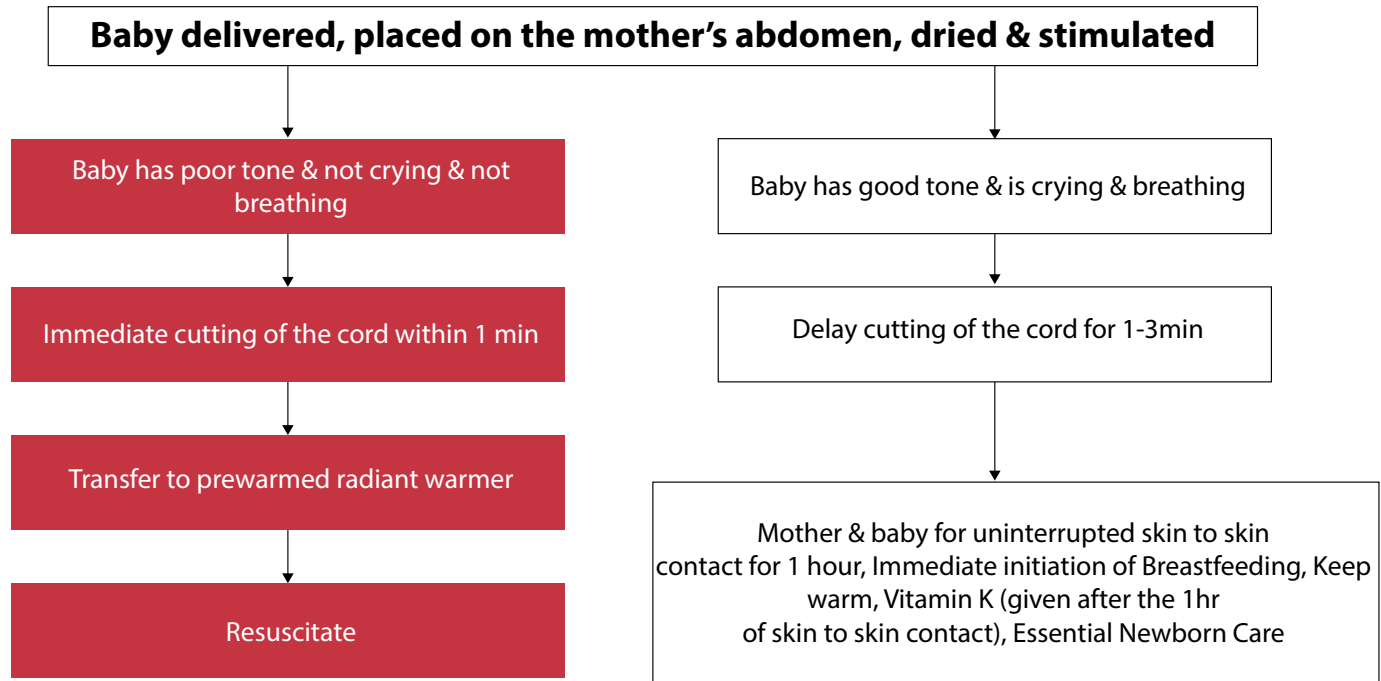 Baby delivered, placed on the mother’s abdomen, dried & stimulated
Baby has poor tone & not crying & not
breathing
Immediate cutting of the cord within 1 min
Transfer to prewarmed radiant warmer
Resuscitate
Baby has good tone & is crying & breathing
Delay cutting of the cord for 1-3min
Mother & baby for uninterrupted skin to skin
contact for 1 hour, Immediate initiation of Breastfeeding, Keep
warm, Vitamin K (given after the 1hr
of skin to skin contact), Essential Newborn Care